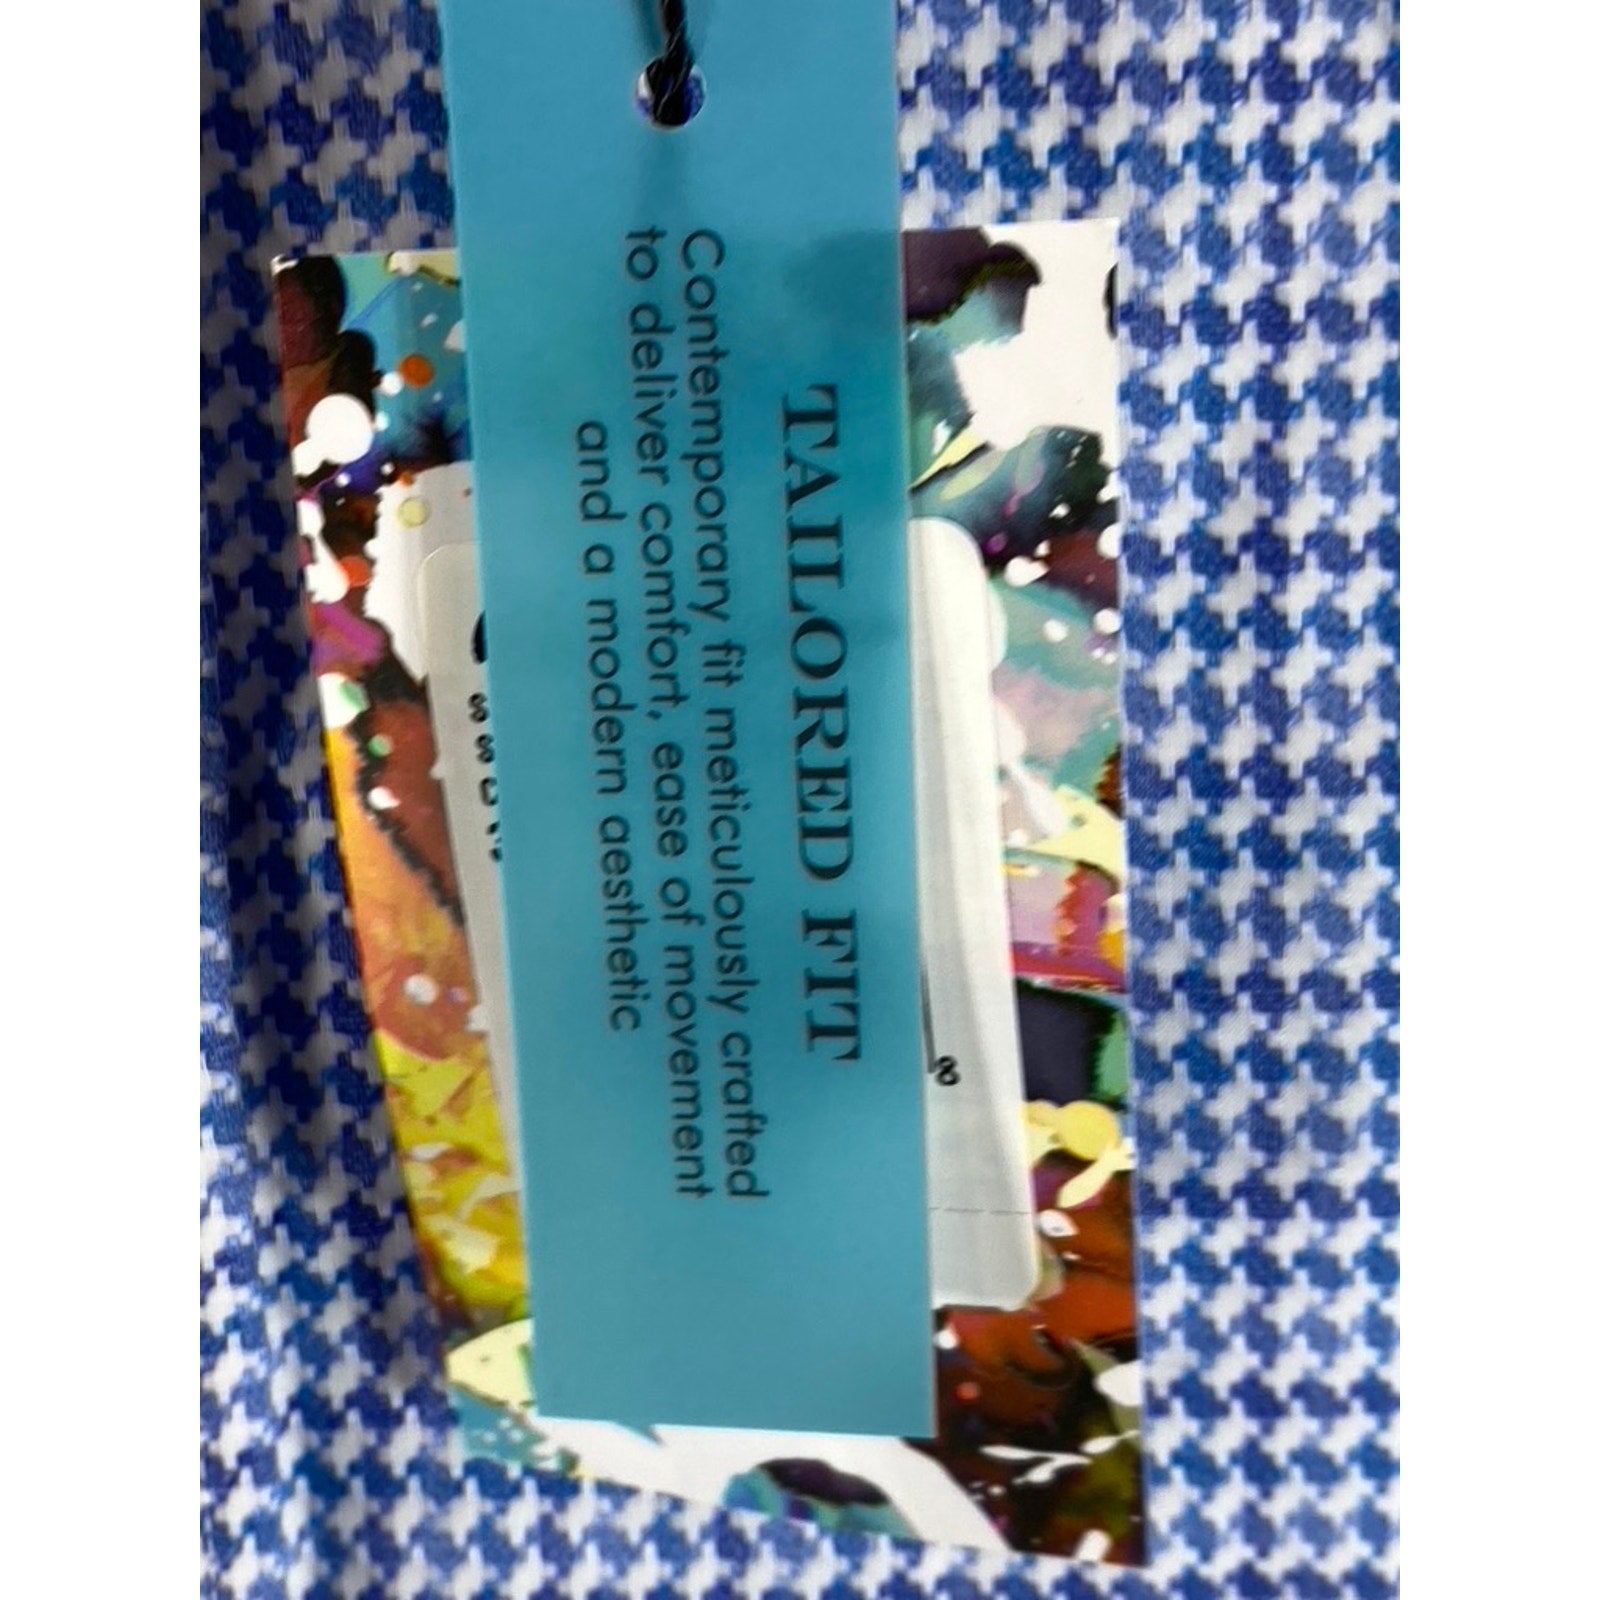 TAILORED FIT
Contemporary fit meticulously crafted
to deliver comfort, ease of movement
and a modern aesthetic